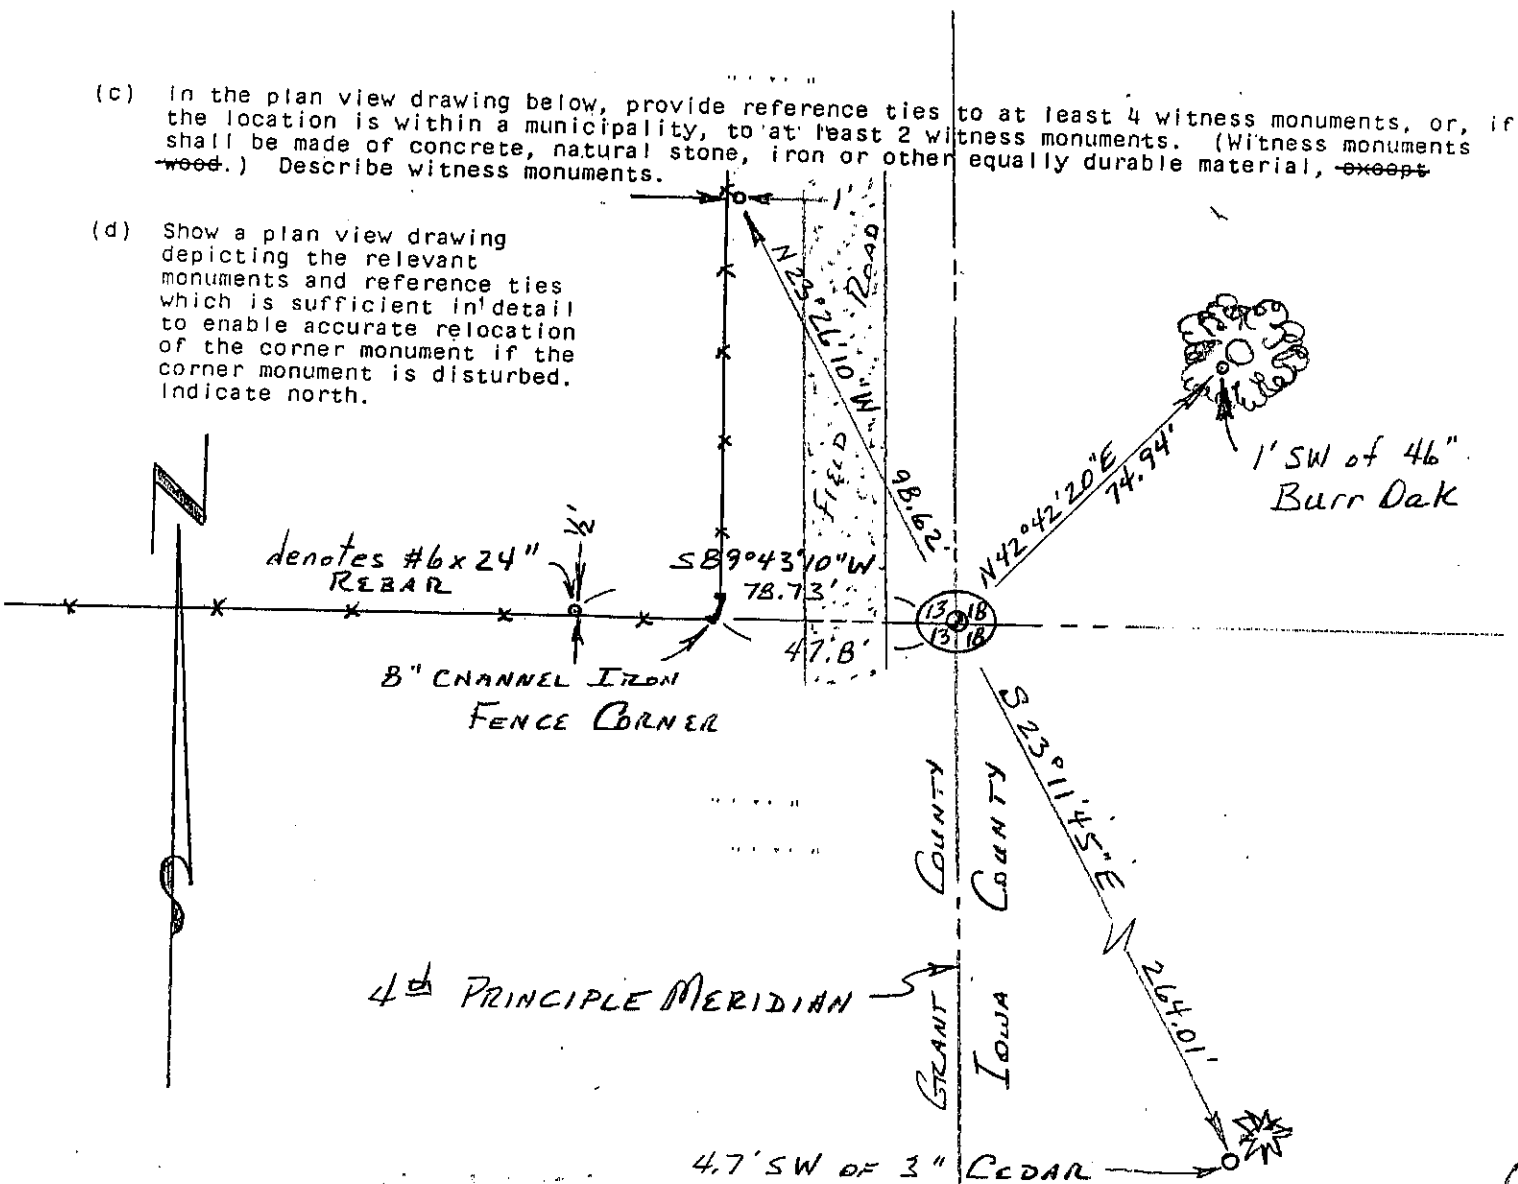 (c) In the plan view drawing below, provide reference ties to at least 4 witness monuments, or, if
the location is within a municipality, to at least 2 witness monuments. (Witness monuments
shall be made of concrete, natural stone, iron or other equally durable material, except
wood.) Describe witness monuments.
1'
(d) Show a plan view drawing
depicting the relevant
monuments and reference ties
which is sufficient in detail
to enable accurate relocation
of the corner monument if the
corner monument is disturbed.
Indicate north.
N 23°26'10"W
98.62'
FIELD ROAD
N42°42'20"E
74.94'
1' SW of 46"
Burr Oak
N
S
denotes #6x24"
REBAR
1/2'
S89°43'10"W
78.73'
13 18
13 18
47.8'
8" CHANNEL IRON
FENCE CORNER
S 23°11'45"E
264.01'
GRANT COUNTY
IOWA COUNTY
4th PRINCIPLE MERIDIAN
4.7' SW OF 3" CEDAR